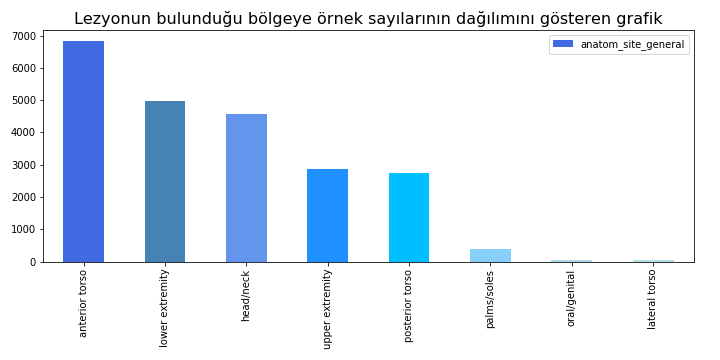 Lezyonun bulunduğu bölgeye örnek sayılarının dağılımını gösteren grafik
anatom_site_general
7000
6000
5000
4000
3000
2000
1000
0
anterior torso
lower extremity
head/neck
upper extremity
posterior torso
palms/soles
oral/genital
lateral torso